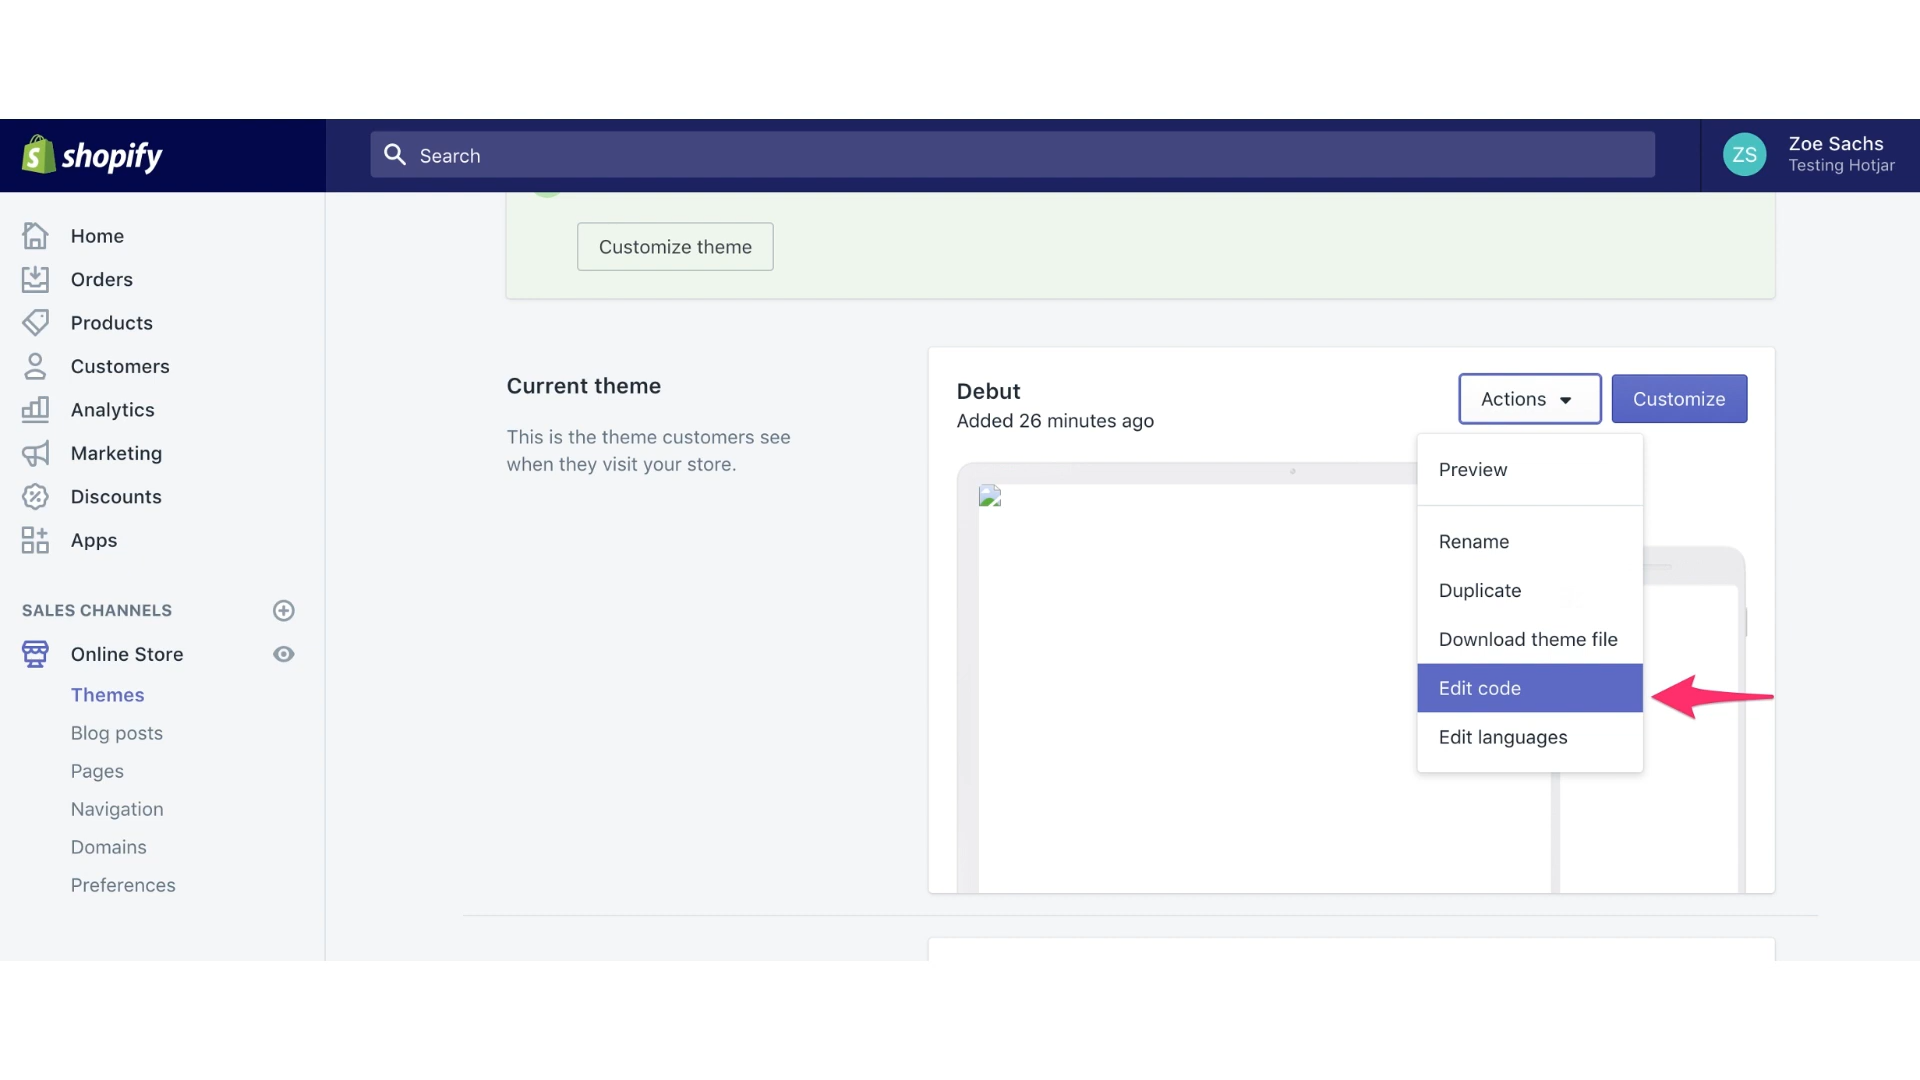 shopify
Search
ZS
Zoe Sachs
Testing Hotjar
Home
Orders
Products
Customers
Analytics
Marketing
Discounts
Apps
SALES CHANNELS
Online Store
Themes
Blog posts
Pages
Navigation
Domains
Preferences
Customize theme
Current theme
This is the theme customers see
when they visit your store.
Debut
Added 26 minutes ago
Actions
Customize
Preview
Rename
Duplicate
Download theme file
Edit code
Edit languages